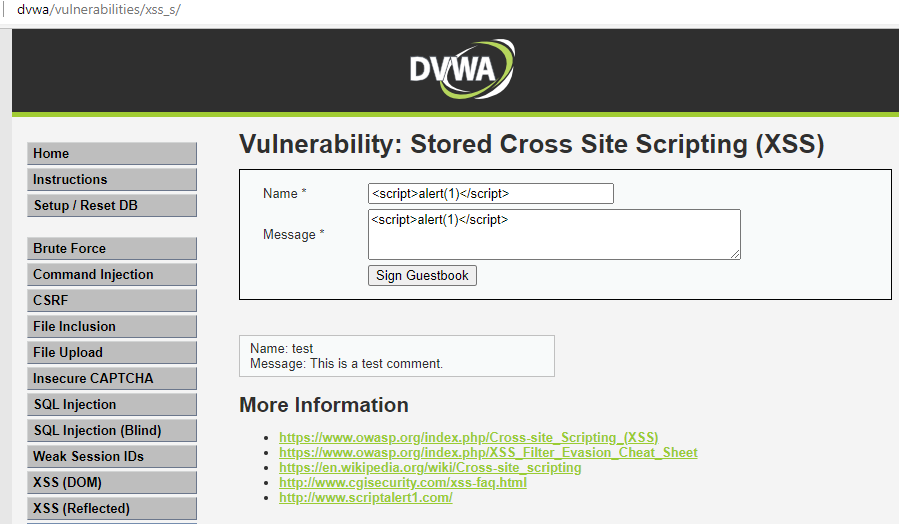 dvwa/vulnerabilities/xss_s/
DVWA
Home
Instructions
Setup / Reset DB
Brute Force
Command Injection
CSRF
File Inclusion
File Upload
Insecure CAPTCHA
SQL Injection
SQL Injection (Blind)
Weak Session IDs
XSS (DOM)
XSS (Reflected)
Vulnerability: Stored Cross Site Scripting (XSS)
Name * <script>alert(1)</script>
Message * <script>alert(1)</script>
Sign Guestbook
Name: test
Message: This is a test comment.
More Information
https://www.owasp.org/index.php/Cross-site_Scripting_(XSS)
https://www.owasp.org/index.php/XSS_Filter_Evasion_Cheat_Sheet
https://en.wikipedia.org/wiki/Cross-site_scripting
http://www.cgisecurity.com/xss-faq.html
http://www.scriptalert1.com/